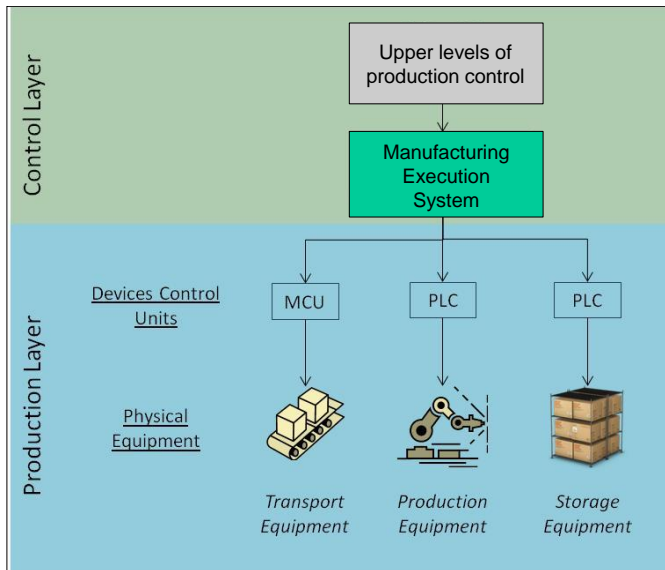 Control Layer
Upper levels of
production control
Manufacturing
Execution
System
Production Layer
Devices Control
Units
MCU
PLC
PLC
Physical
Equipment
Transport
Equipment
Production
Equipment
Storage
Equipment